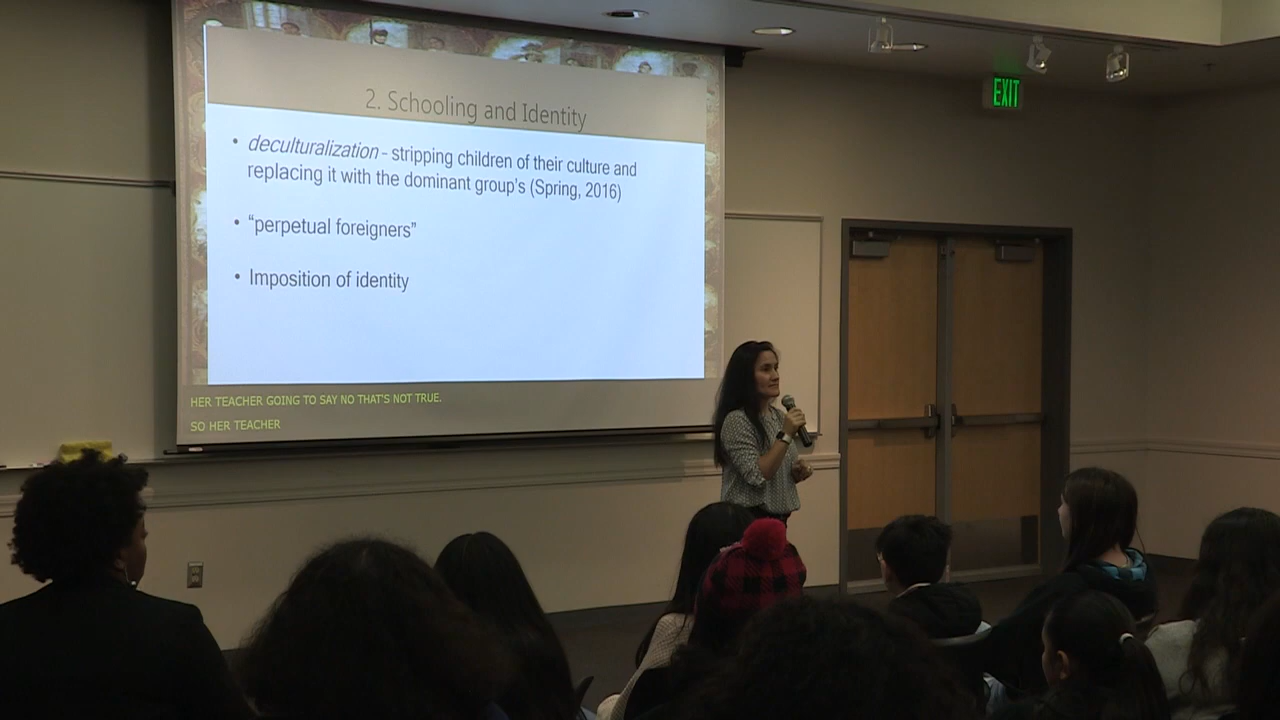 2. Schooling and Identity
• deculturalization - stripping children of their culture and
replacing it with the dominant group's (Spring, 2016)
• “perpetual foreigners”
• Imposition of identity
HER TEACHER GOING TO SAY NO THAT'S NOT TRUE.
SO HER TEACHER
EXIT